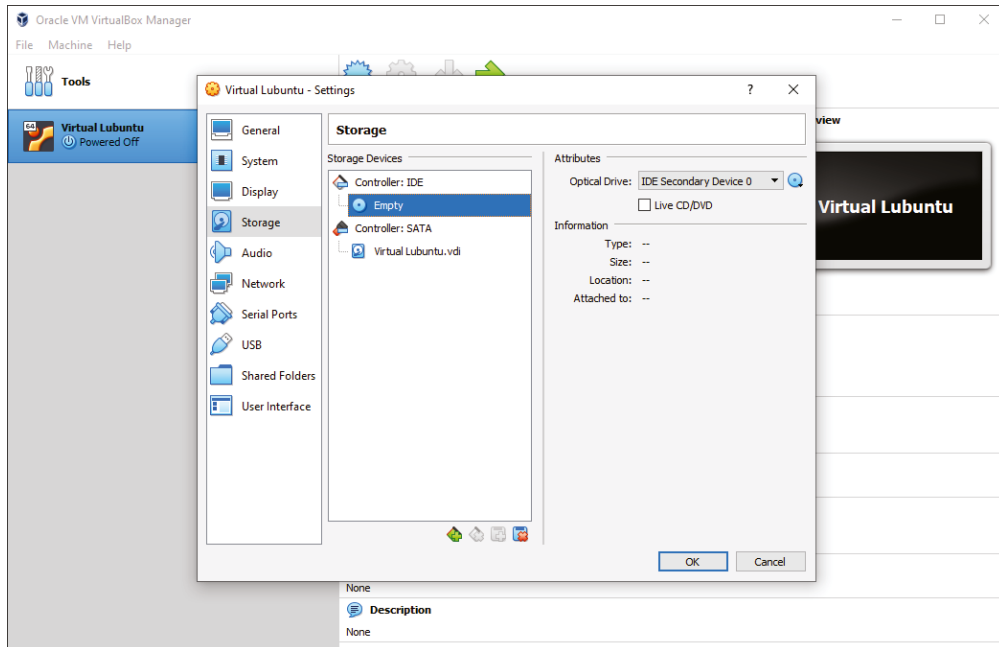 Oracle VM VirtualBox Manager
File Machine Help
Tools
64
Virtual Lubuntu
Powered Off
view
Virtual Lubuntu
Virtual Lubuntu - Settings
?
General
System
Display
Storage
Audio
Network
Serial Ports
USB
Shared Folders
User Interface
Storage
Storage Devices
Controller: IDE
Empty
Controller: SATA
Virtual Lubuntu.vdi
Attributes
Optical Drive: IDE Secondary Device 0
Live CD/DVD
Information
Type: --
Size: --
Location: --
Attached to: --
OK Cancel
None
Description
None